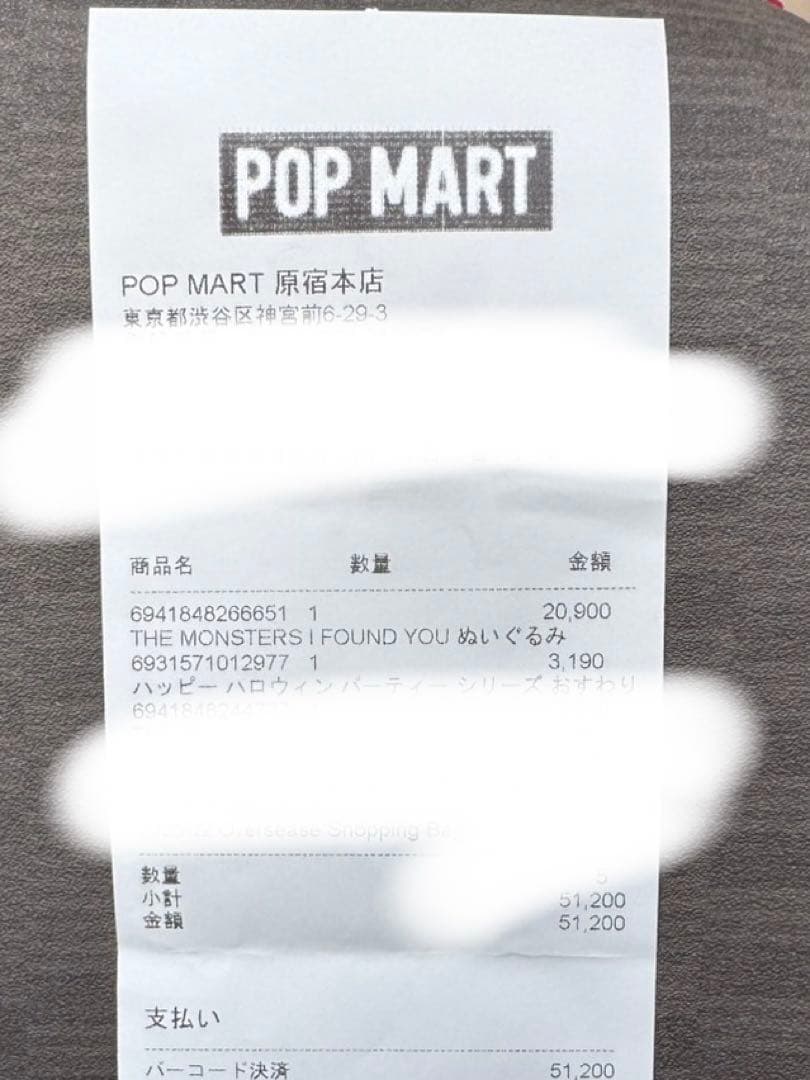 POP MART
POP MART 原宿本店
東京都渋谷区神宮前6-29-3
商品名 数量 金額
6941848266651 1 20,900
THE MONSTERS I FOUND YOU ぬいぐるみ
6931571012977 1 3,190
ハッピー ハロウィン パーティー シリーズ おすわり
Oversease Shopping
数量 5
小計 51,200
金額 51,200
支払い
バーコード決済 51,200